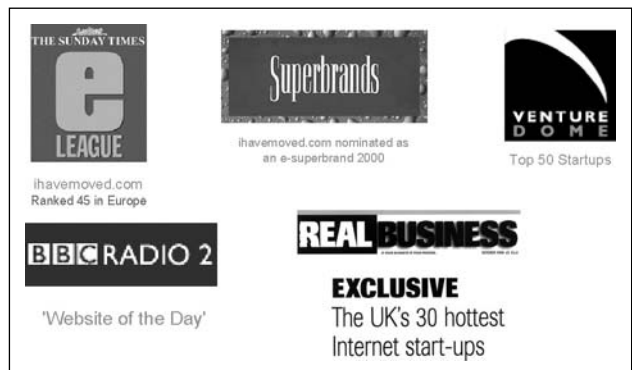 THE SUNDAY TIMES
e
LEAGUE
ihavemoved.com
Ranked 45 in Europe
Superbrands
ihavemoved.com nominated as
an e-superbrand 2000
VENTURE
DOME
Top 50 Startups
BBC RADIO 2
'Website of the Day'
REAL BUSINESS
EXCLUSIVE
The UK's 30 hottest
Internet start-ups